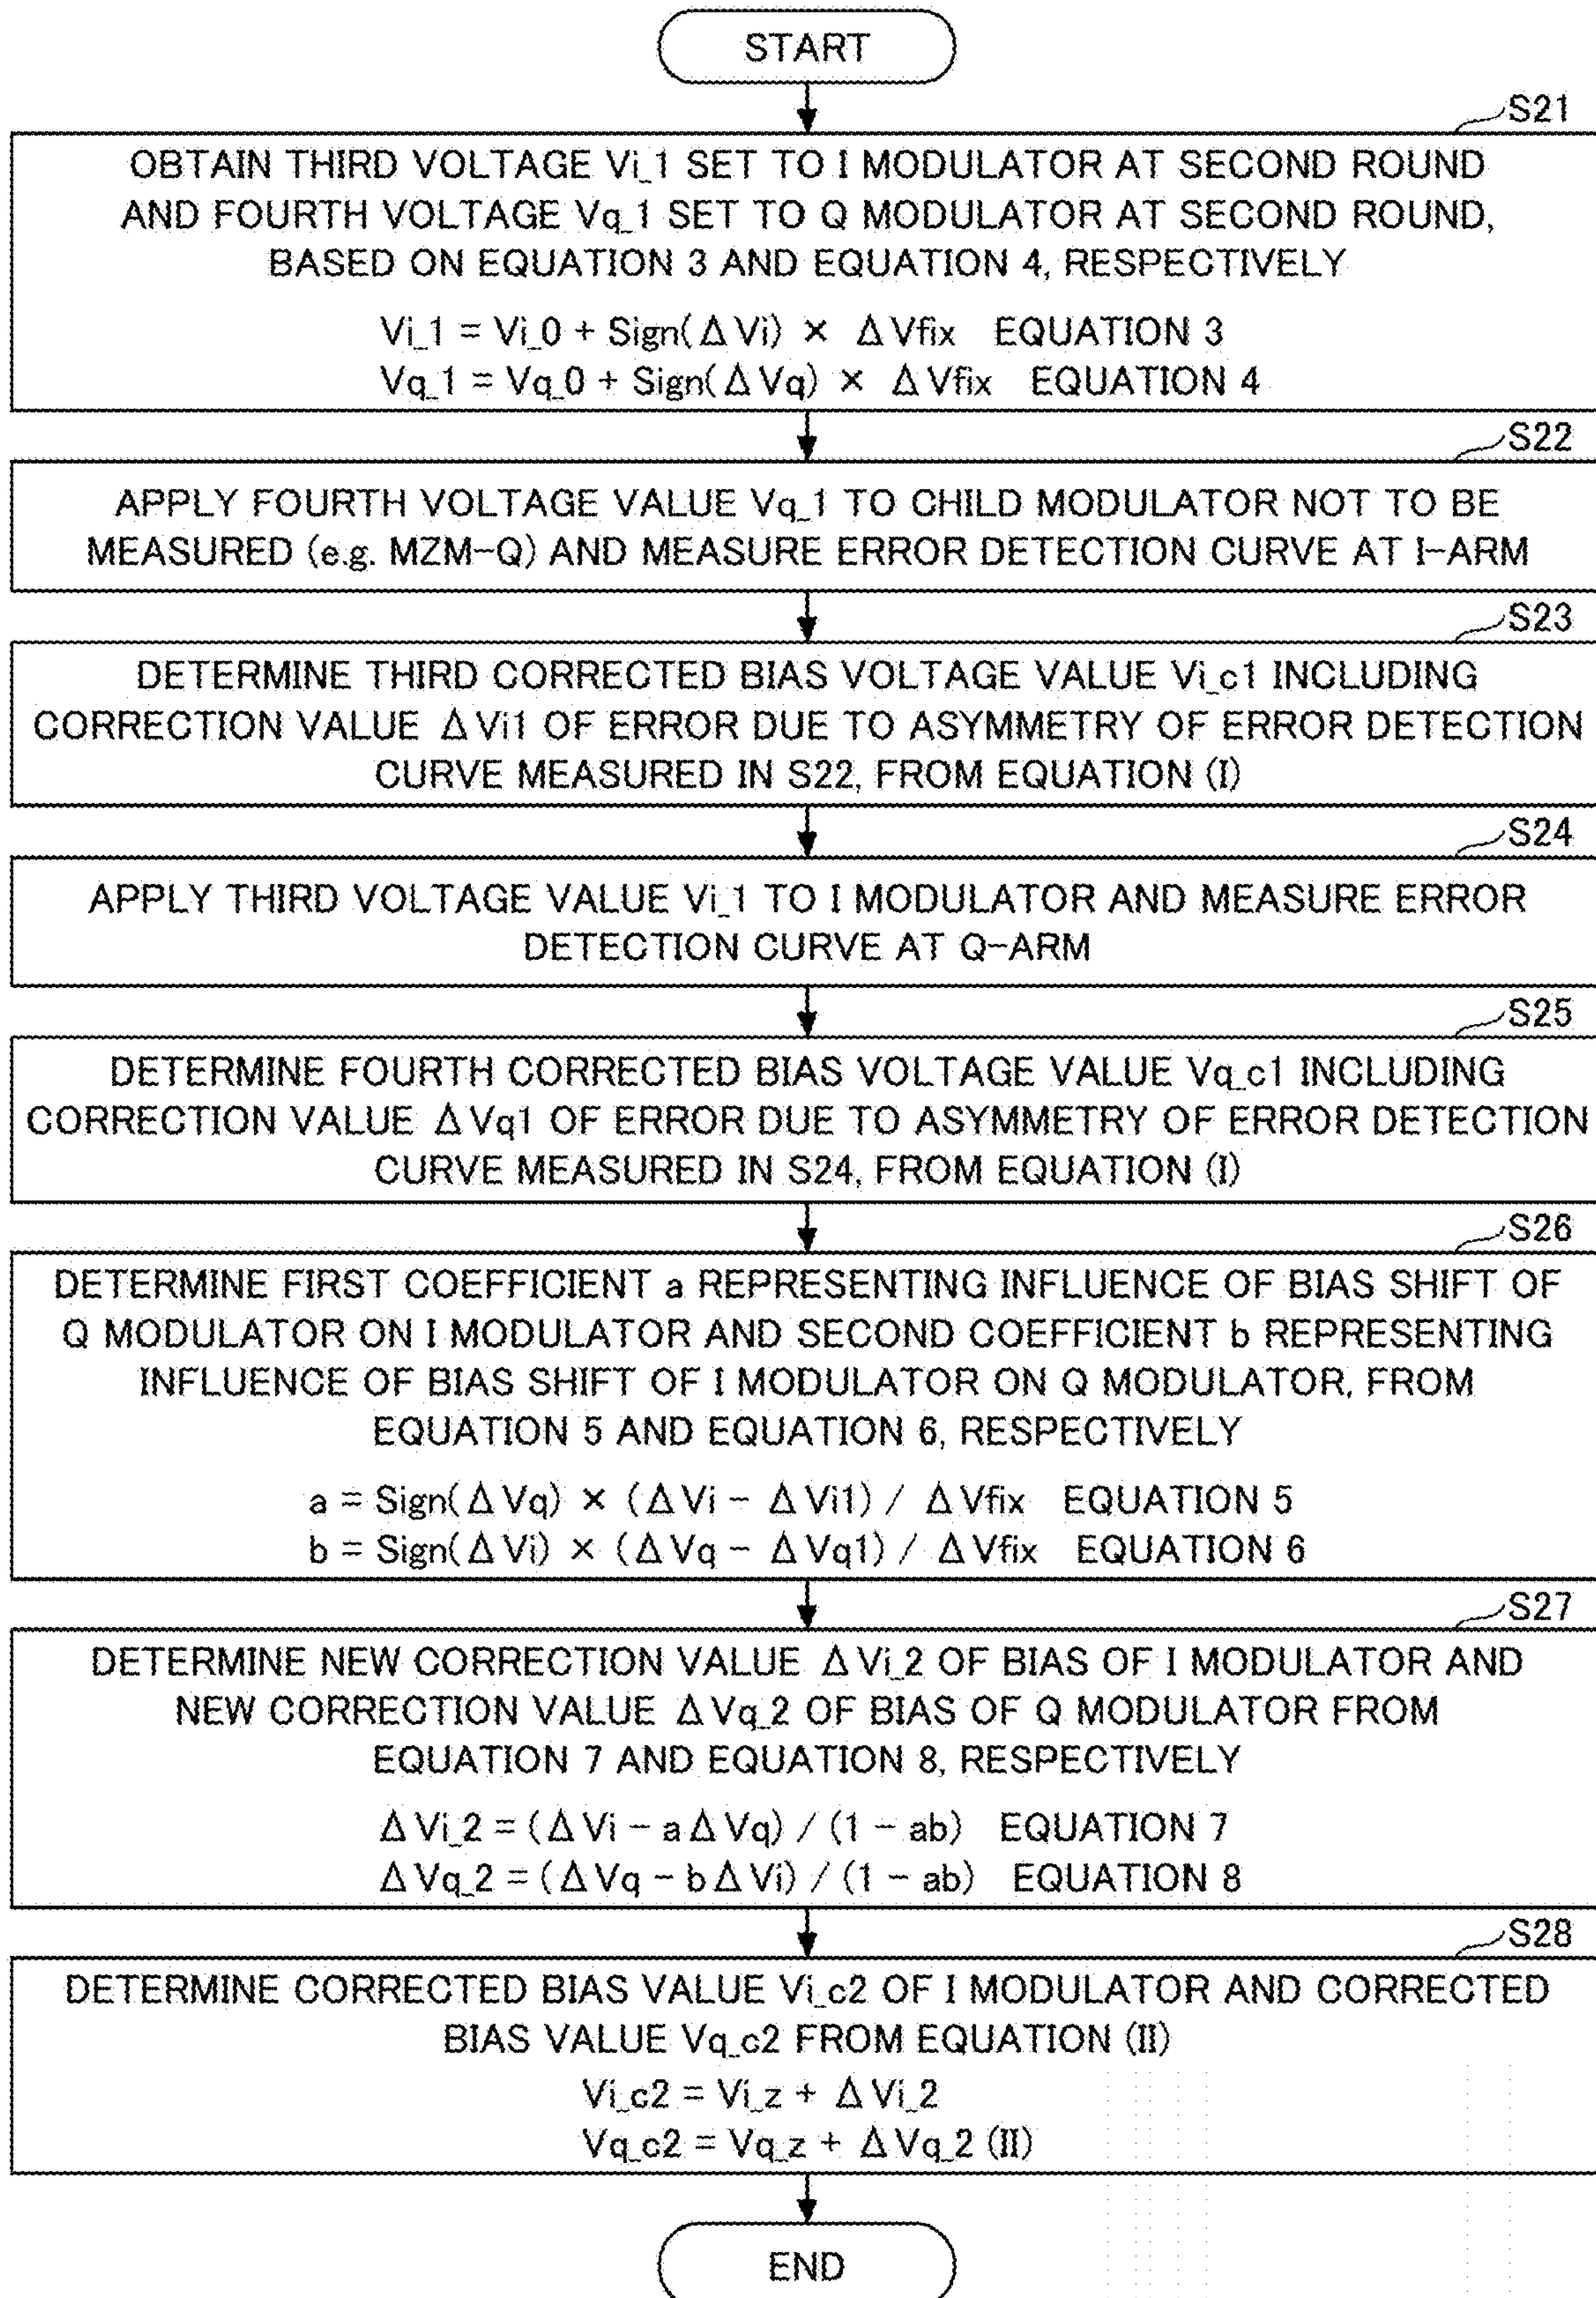 START
S21
OBTAIN THIRD VOLTAGE Vi_1 SET TO I MODULATOR AT SECOND ROUND
AND FOURTH VOLTAGE Vq_1 SET TO Q MODULATOR AT SECOND ROUND,
BASED ON EQUATION 3 AND EQUATION 4, RESPECTIVELY
Vi_1 = Vi_0 + Sign(ΔVi) × ΔVfix EQUATION 3
Vq_1 = Vq_0 + Sign(ΔVq) × ΔVfix EQUATION 4
S22
APPLY FOURTH VOLTAGE VALUE Vq_1 TO CHILD MODULATOR NOT TO BE
MEASURED (e.g. MZM-Q) AND MEASURE ERROR DETECTION CURVE AT I-ARM
S23
DETERMINE THIRD CORRECTED BIAS VOLTAGE VALUE Vi_c1 INCLUDING
CORRECTION VALUE ΔVi1 OF ERROR DUE TO ASYMMETRY OF ERROR DETECTION
CURVE MEASURED IN S22, FROM EQUATION (I)
S24
APPLY THIRD VOLTAGE VALUE Vi_1 TO I MODULATOR AND MEASURE ERROR
DETECTION CURVE AT Q-ARM
S25
DETERMINE FOURTH CORRECTED BIAS VOLTAGE VALUE Vq_c1 INCLUDING
CORRECTION VALUE ΔVq1 OF ERROR DUE TO ASYMMETRY OF ERROR DETECTION
CURVE MEASURED IN S24, FROM EQUATION (I)
S26
DETERMINE FIRST COEFFICIENT a REPRESENTING INFLUENCE OF BIAS SHIFT OF
Q MODULATOR ON I MODULATOR AND SECOND COEFFICIENT b REPRESENTING
INFLUENCE OF BIAS SHIFT OF I MODULATOR ON Q MODULATOR, FROM
EQUATION 5 AND EQUATION 6, RESPECTIVELY
a = Sign(ΔVq) × (ΔVi - ΔVi1) / ΔVfix EQUATION 5
b = Sign(ΔVi) × (ΔVq - ΔVq1) / ΔVfix EQUATION 6
S27
DETERMINE NEW CORRECTION VALUE ΔVi_2 OF BIAS OF I MODULATOR AND
NEW CORRECTION VALUE ΔVq_2 OF BIAS OF Q MODULATOR FROM
EQUATION 7 AND EQUATION 8, RESPECTIVELY
ΔVi_2 = (ΔVi - aΔVq) / (1 - ab) EQUATION 7
ΔVq_2 = (ΔVq - bΔVi) / (1 - ab) EQUATION 8
S28
DETERMINE CORRECTED BIAS VALUE Vi_c2 OF I MODULATOR AND CORRECTED
BIAS VALUE Vq_c2 FROM EQUATION (II)
Vi_c2 = Vi_z + ΔVi_2
Vq_c2 = Vq_z + ΔVq_2 (II)
END